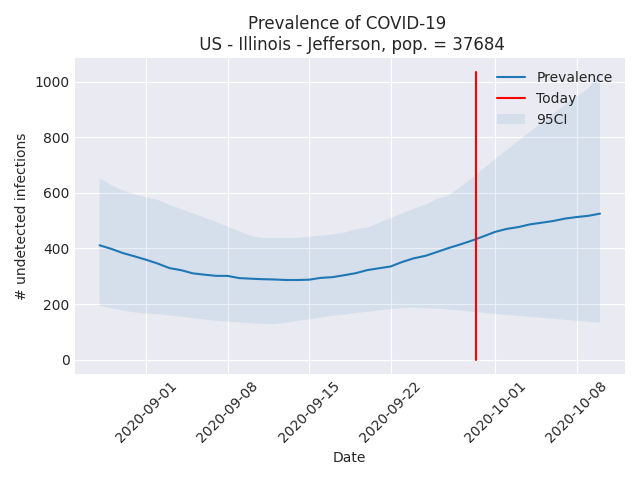 Prevalence of COVID-19
US - Illinois - Jefferson, pop. = 37684
Prevalence
Today
95CI
1000
800
600
400
200
0
# undetected infections
2020-09-01
2020-09-08
2020-09-15
2020-09-22
2020-10-01
2020-10-08
Date